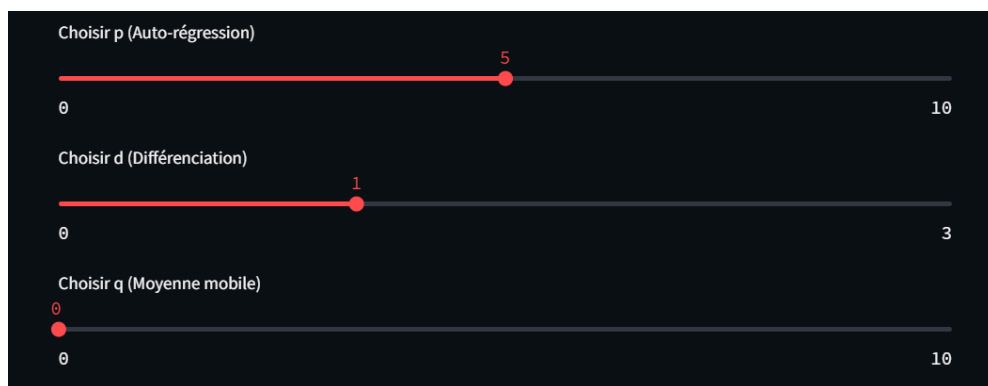 Choisir p (Auto-régression)
5
0 10
Choisir d (Différenciation)
1
0 3
Choisir q (Moyenne mobile)
0
0 10